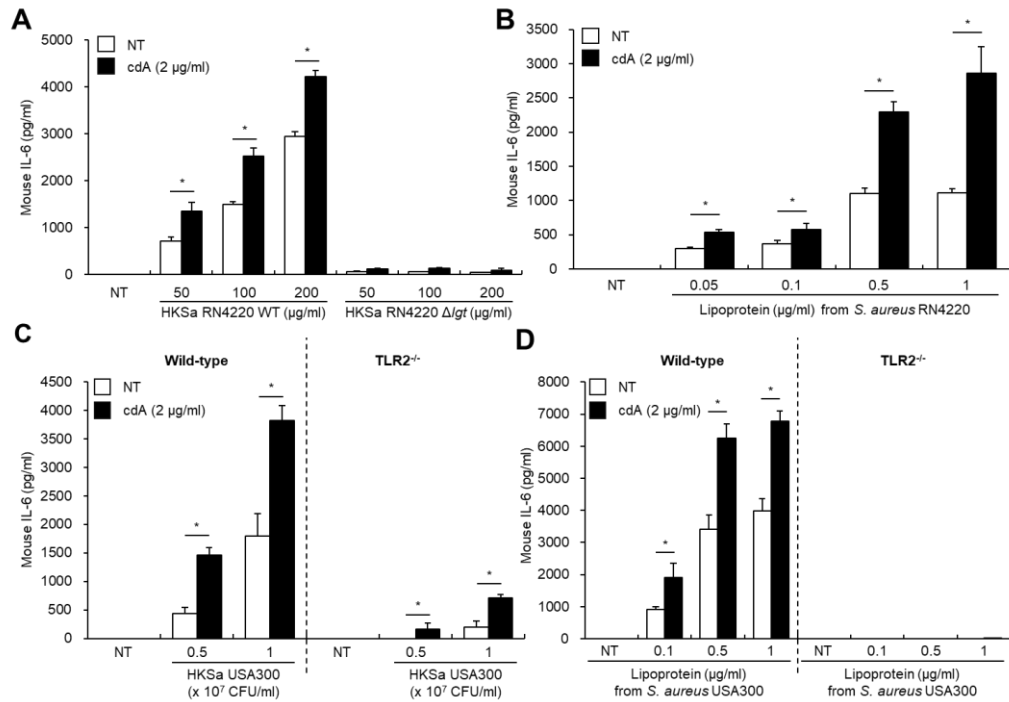 A
5000
4000
3000
2000
1000
0
Mouse IL-6 (pg/ml)
NT
cdA (2 μg/ml)
*
*
*
NT
50
100
200
50
100
200
HKSa RN4220 WT (μg/ml)
HKSa RN4220 Δlgt (μg/ml)
B
3500
3000
2500
2000
1500
1000
500
0
Mouse IL-6 (pg/ml)
NT
cdA (2 μg/ml)
*
*
*
*
NT
0.05
0.1
0.5
1
Lipoprotein (μg/ml) from S. aureus RN4220
C
Wild-type
TLR2-/-
4500
4000
3500
3000
2500
2000
1500
1000
500
0
Mouse IL-6 (pg/ml)
NT
cdA (2 μg/ml)
*
*
*
*
NT
0.5
1
NT
0.5
1
HKSa USA300
(x 10⁷ CFU/ml)
HKSa USA300
(x 10⁷ CFU/ml)
D
Wild-type
TLR2-/-
8000
7000
6000
5000
4000
3000
2000
1000
0
Mouse IL-6 (pg/ml)
NT
cdA (2 μg/ml)
*
*
*
NT
0.1
0.5
1
NT
0.1
0.5
1
Lipoprotein (μg/ml)
from S. aureus USA300
Lipoprotein (μg/ml)
from S. aureus USA300